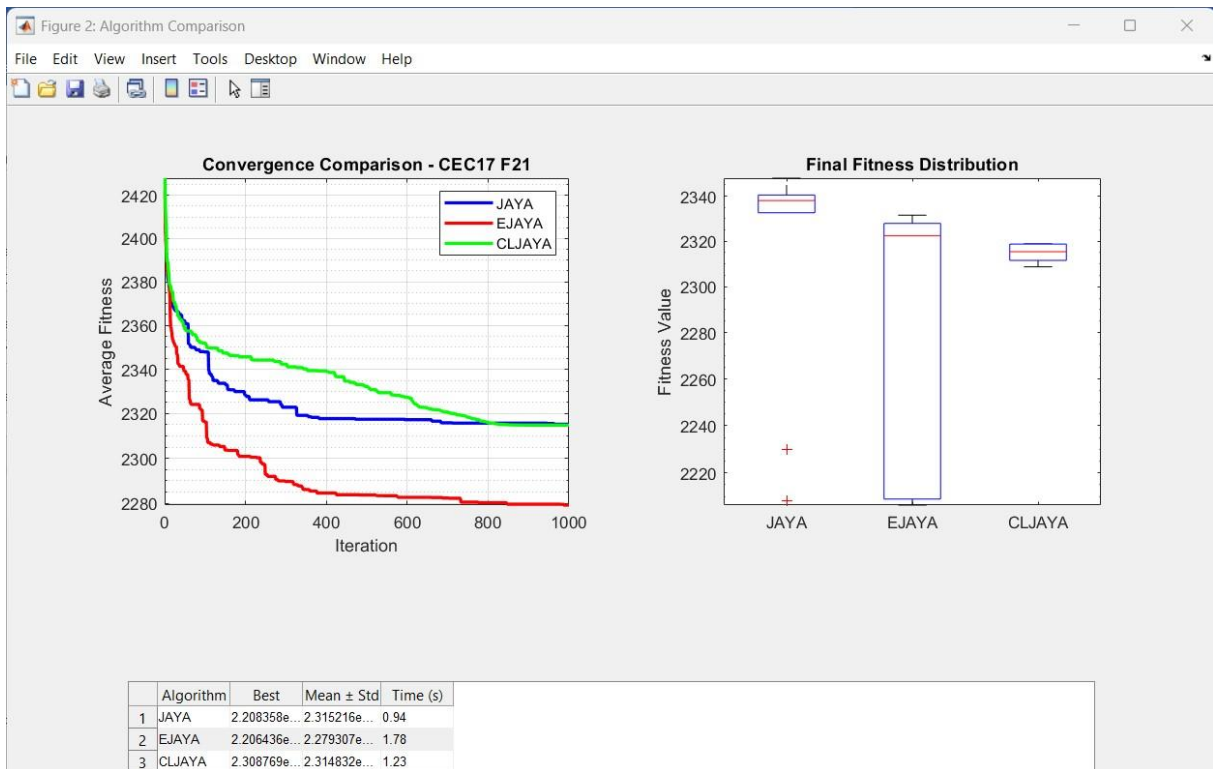 Figure 2: Algorithm Comparison
File Edit View Insert Tools Desktop Window Help
Convergence Comparison - CEC17 F21
2420
2400
2380
2360
2340
2320
2300
2280
Average Fitness
0 200 400 600 800 1000
Iteration
JAYA
EJAYA
CLJAYA
Final Fitness Distribution
2340
2320
2300
2280
2260
2240
2220
Fitness Value
JAYA EJAYA CLJAYA
Algorithm Best Mean ± Std Time (s)
1 JAYA 2.208358e... 2.315216e... 0.94
2 EJAYA 2.206436e... 2.279307e... 1.78
3 CLJAYA 2.308769e... 2.314832e... 1.23